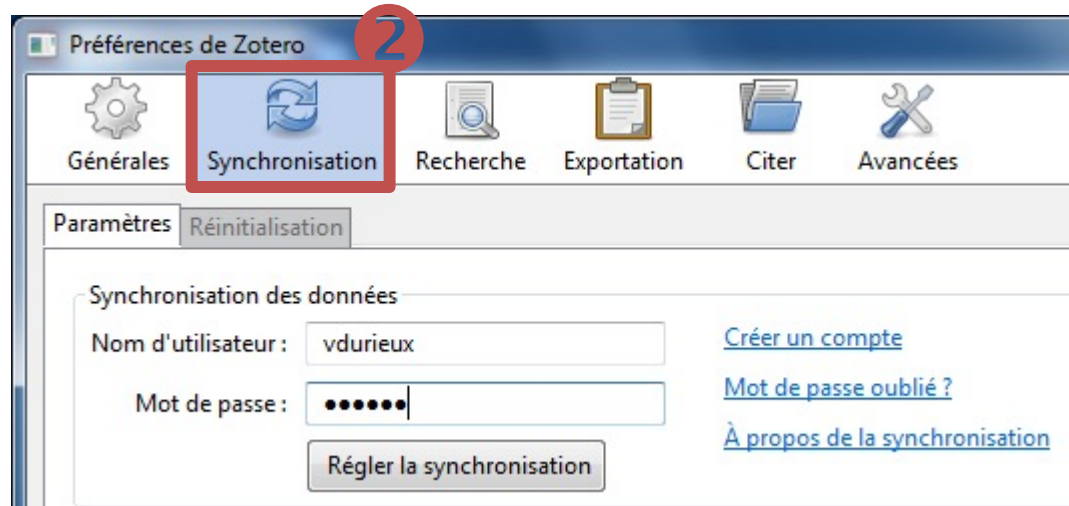 Préférences de Zotero
2
Générales Synchronisation Recherche Exportation Citer Avancées
Paramètres Réinitialisation
Synchronisation des données
Nom d'utilisateur : vdurieux Créer un compte
Mot de passe : ●●●●●● Mot de passe oublié ?
À propos de la synchronisation
Régler la synchronisation